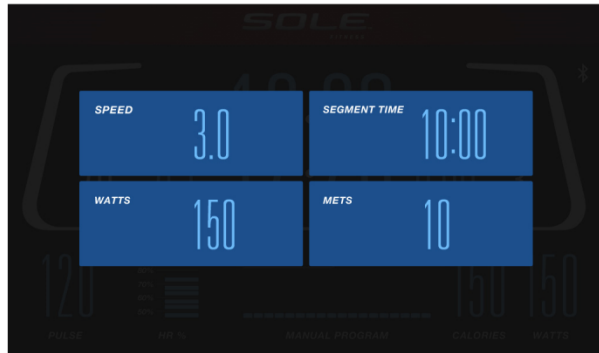 SOLE
FITNESS
SPEED
3.0
SEGMENT TIME
10:00
WATTS
150
METS
10
120
150
150
PULSE
HR %
MANUAL PROGRAM
CALORIES
WATTS